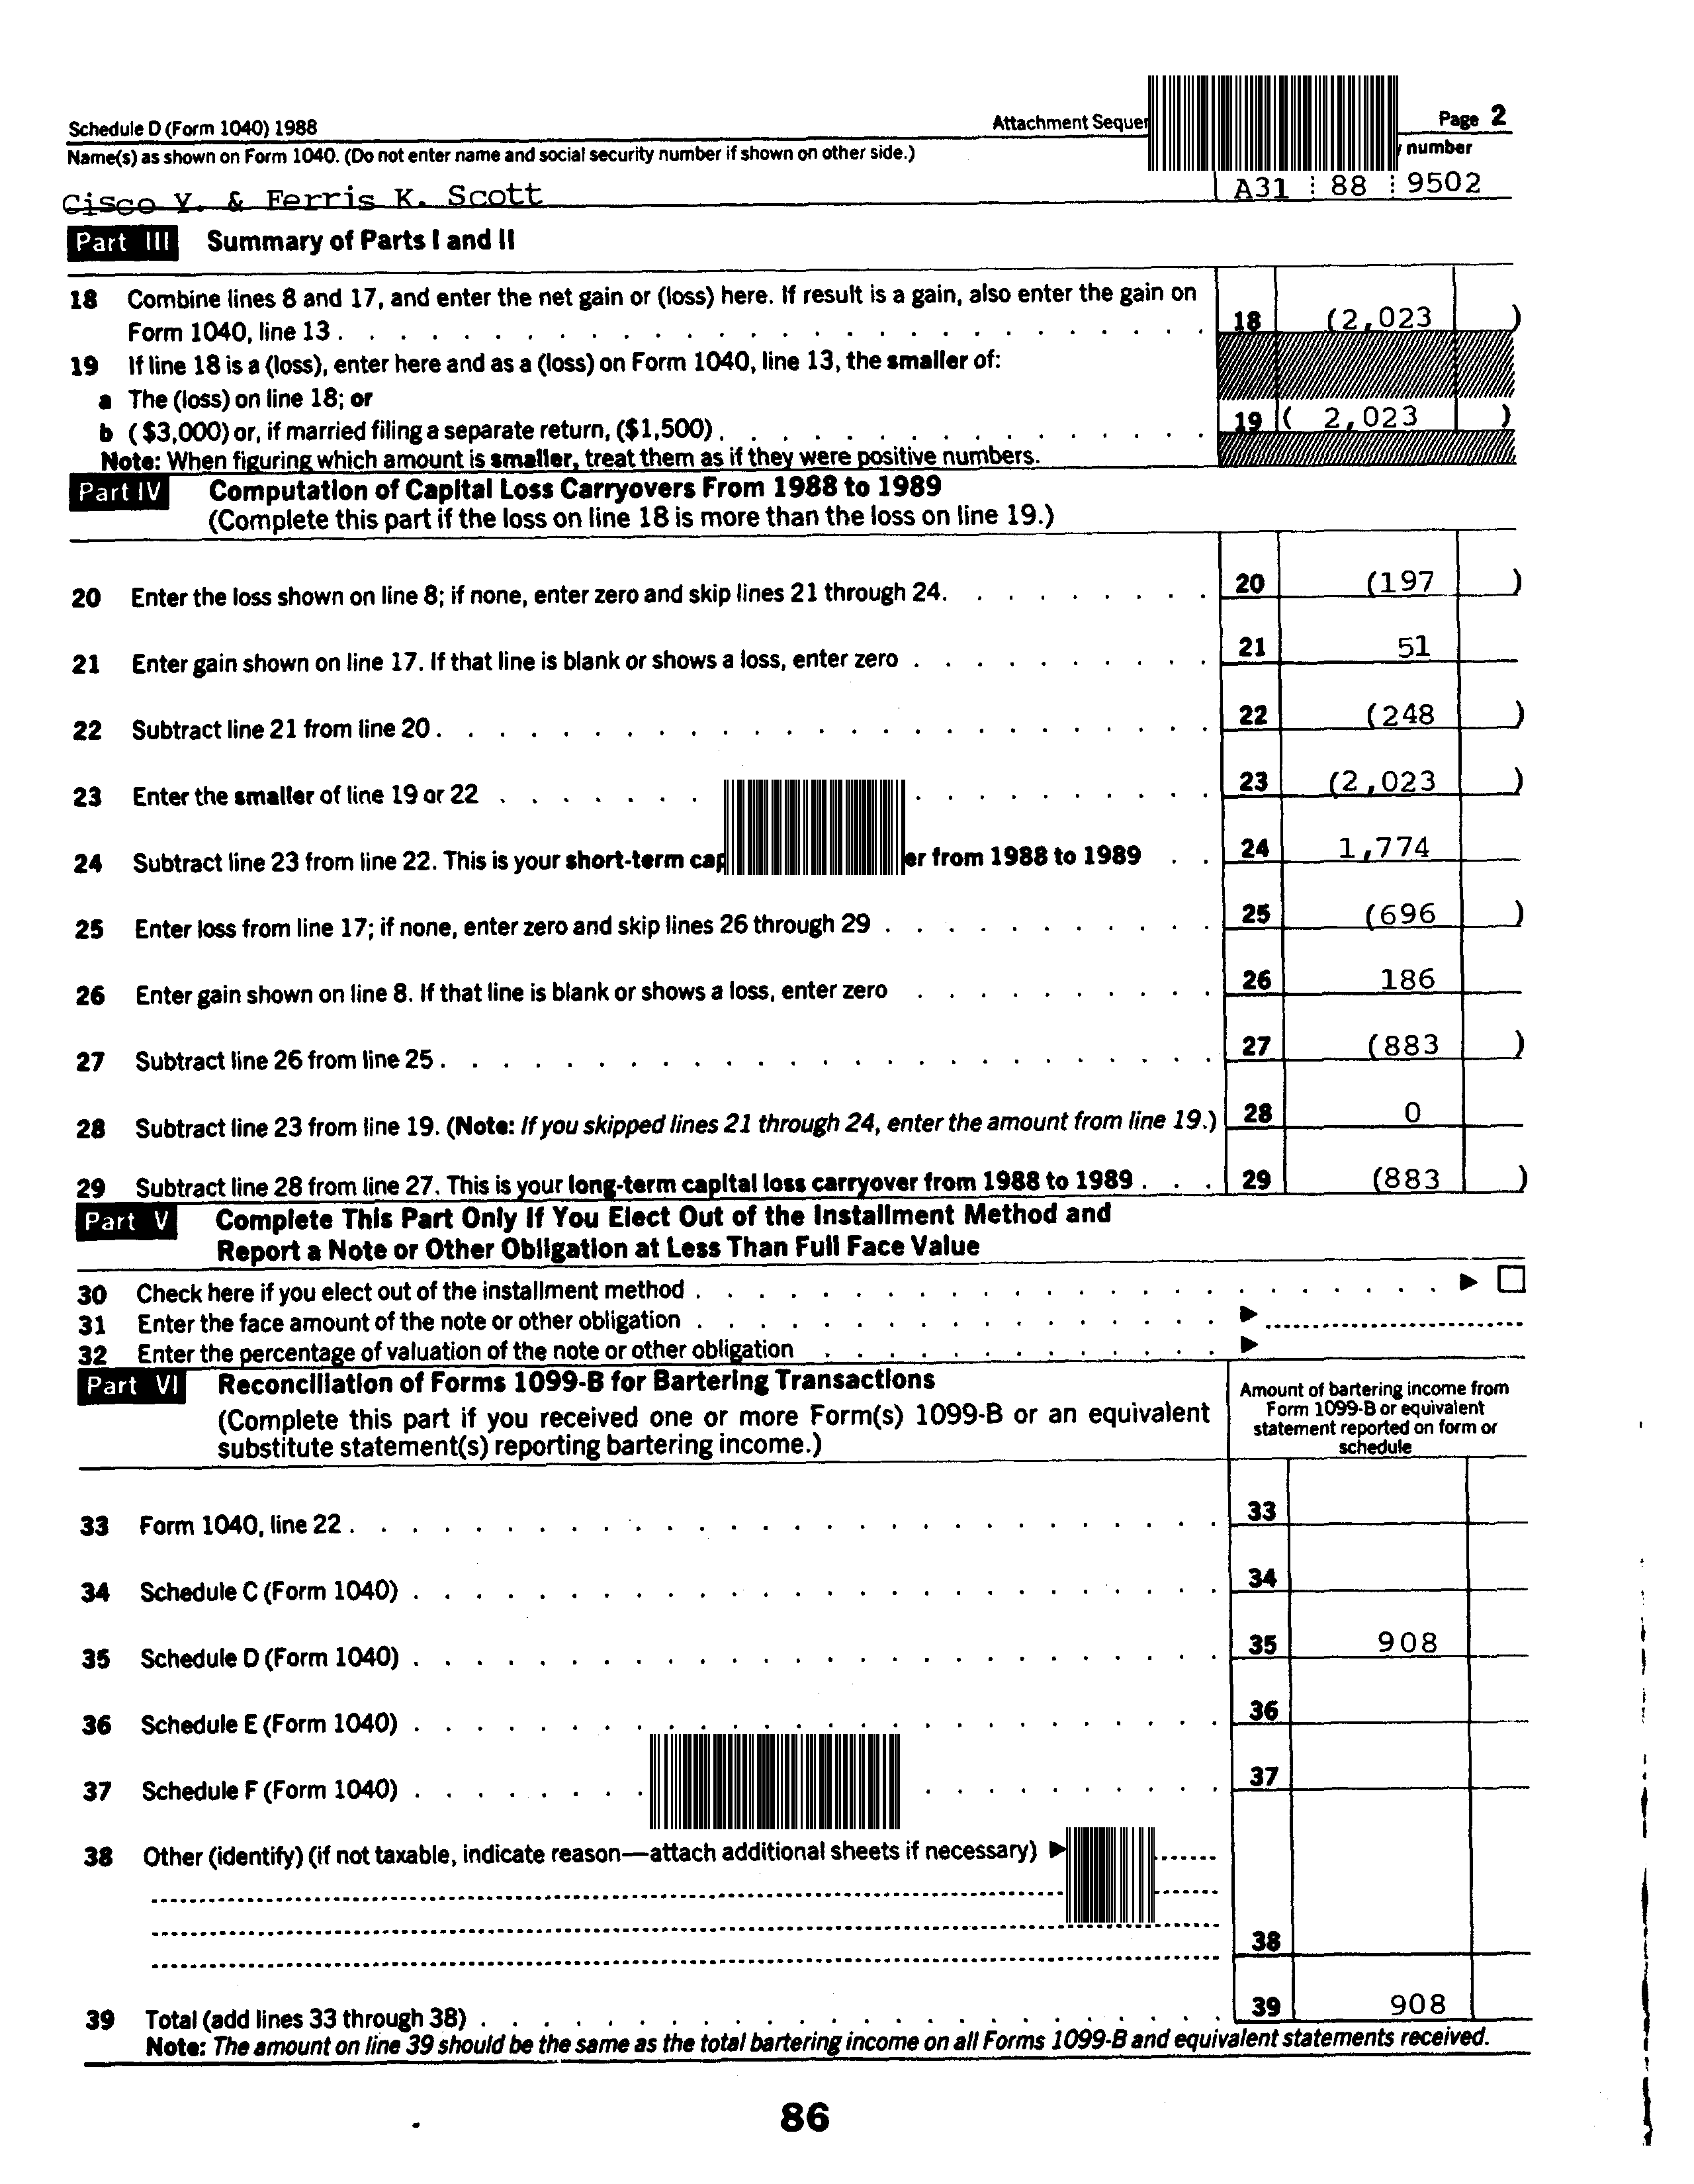 Schedule D (Form 1040) 1988 Attachment Page 2
Name(s) as shown on Form 1040. (Do not enter name and social security number if shown on other side.) number
Cisco V. & Ferris K. Scott A31 88 9502
Part III Summary of Parts I and II
18 Combine lines 8 and 17, and enter the net gain or (loss) here. If result is a gain, also enter the gain on
Form 1040, line 13 . . . 18 (2,023 )
19 If line 18 is a (loss), enter here and as a (loss) on Form 1040, line 13, the smaller of:
a The (loss) on line 18; or
b ($3,000) or, if married filing a separate return, ($1,500) . . . 19 ( 2,023 )
Note: When figuring which amount is smaller, treat them as if they were positive numbers.
Part IV Computation of Capital Loss Carryovers From 1988 to 1989
(Complete this part if the loss on line 18 is more than the loss on line 19.)
20 Enter the loss shown on line 8; if none, enter zero and skip lines 21 through 24. . . . 20 (197 )
21 Enter gain shown on line 17. If that line is blank or shows a loss, enter zero . . . 21 51
22 Subtract line 21 from line 20 . . . 22 (248 )
23 Enter the smaller of line 19 or 22 . . . 23 (2,023 )
24 Subtract line 23 from line 22. This is your short-term from 1988 to 1989 . . 24 1,774
25 Enter loss from line 17; if none, enter zero and skip lines 26 through 29 . . . 25 (696 )
26 Enter gain shown on line 8. If that line is blank or shows a loss, enter zero . . . 26 186
27 Subtract line 26 from line 25 . . . 27 (883 )
28 Subtract line 23 from line 19. (Note: If you skipped lines 21 through 24, enter the amount from line 19.) 28 0
29 Subtract line 28 from line 27. This is your long-term capital loss carryover from 1988 to 1989 . . . 29 (883 )
Part V Complete This Part Only If You Elect Out of the Installment Method and
Report a Note or Other Obligation at Less Than Full Face Value
30 Check here if you elect out of the installment method . . . ▶ ☐
31 Enter the face amount of the note or other obligation . . . ▶
32 Enter the percentage of valuation of the note or other obligation . . . ▶
Part VI Reconciliation of Forms 1099-B for Bartering Transactions
(Complete this part if you received one or more Form(s) 1099-B or an equivalent
substitute statement(s) reporting bartering income.)
Amount of bartering income from
Form 1099-B or equivalent
statement reported on form or
schedule
33 Form 1040, line 22 . . . 33
34 Schedule C (Form 1040) . . . 34
35 Schedule D (Form 1040) . . . 35 908
36 Schedule E (Form 1040) . . . 36
37 Schedule F (Form 1040) . . . 37
38 Other (identify) (if not taxable, indicate reason—attach additional sheets if necessary) ▶
38
39 Total (add lines 33 through 38) . . . 39 908
Note: The amount on line 39 should be the same as the total bartering income on all Forms 1099-B and equivalent statements received.
86